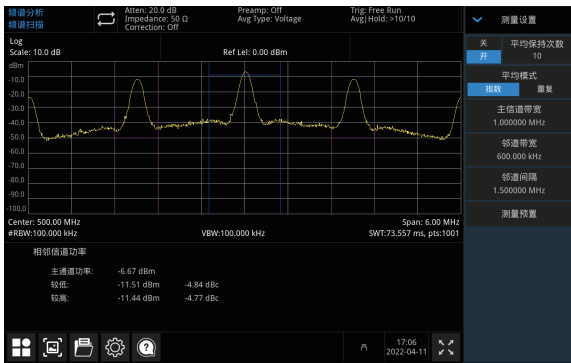 频谱分析
频谱扫描
Atten: 20.0 dB
Impedance: 50 Ω
Correction: Off
Preamp: Off
Avg Type: Voltage
Trig: Free Run
Avg|Hold: >10/10
Log
Scale: 10.0 dB
Ref Lel: 0.00 dBm
dBm
-10.0
-20.0
-30.0
-40.0
-50.0
-60.0
-70.0
-80.0
-90.0
-100.0
Center: 500.00 MHz
Span: 6.00 MHz
#RBW:100.000 kHz
VBW:100.000 kHz
SWT:73.557 ms, pts:1001
相邻信道功率
主通道功率: -6.67 dBm
较低: -11.51 dBm -4.84 dBc
较高: -11.44 dBm -4.77 dBc
测量设置
关 开 平均保持次数
10
平均模式
指数 重复
主信道带宽
1.000000 MHz
邻道带宽
600.000 kHz
邻道间隔
1.500000 MHz
测量预置
17:06
2022-04-11